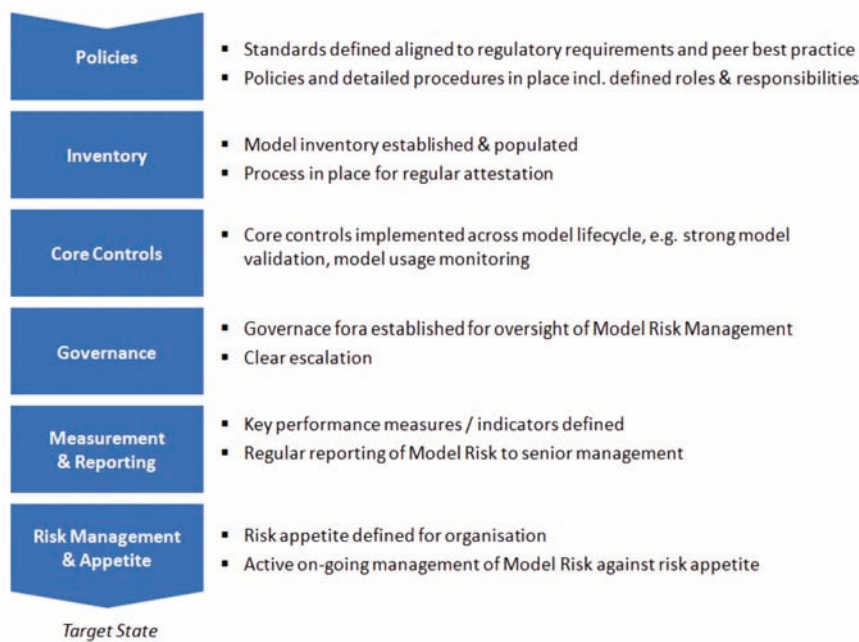 Policies
▪ Standards defined aligned to regulatory requirements and peer best practice
▪ Policies and detailed procedures in place incl. defined roles & responsibilities
Inventory
▪ Model inventory established & populated
▪ Process in place for regular attestation
Core Controls
▪ Core controls implemented across model lifecycle, e.g. strong model
validation, model usage monitoring
Governance
▪ Governace fora established for oversight of Model Risk Management
▪ Clear escalation
Measurement
& Reporting
▪ Key performance measures / indicators defined
▪ Regular reporting of Model Risk to senior management
Risk Management
& Appetite
▪ Risk appetite defined for organisation
▪ Active on-going management of Model Risk against risk appetite
Target State